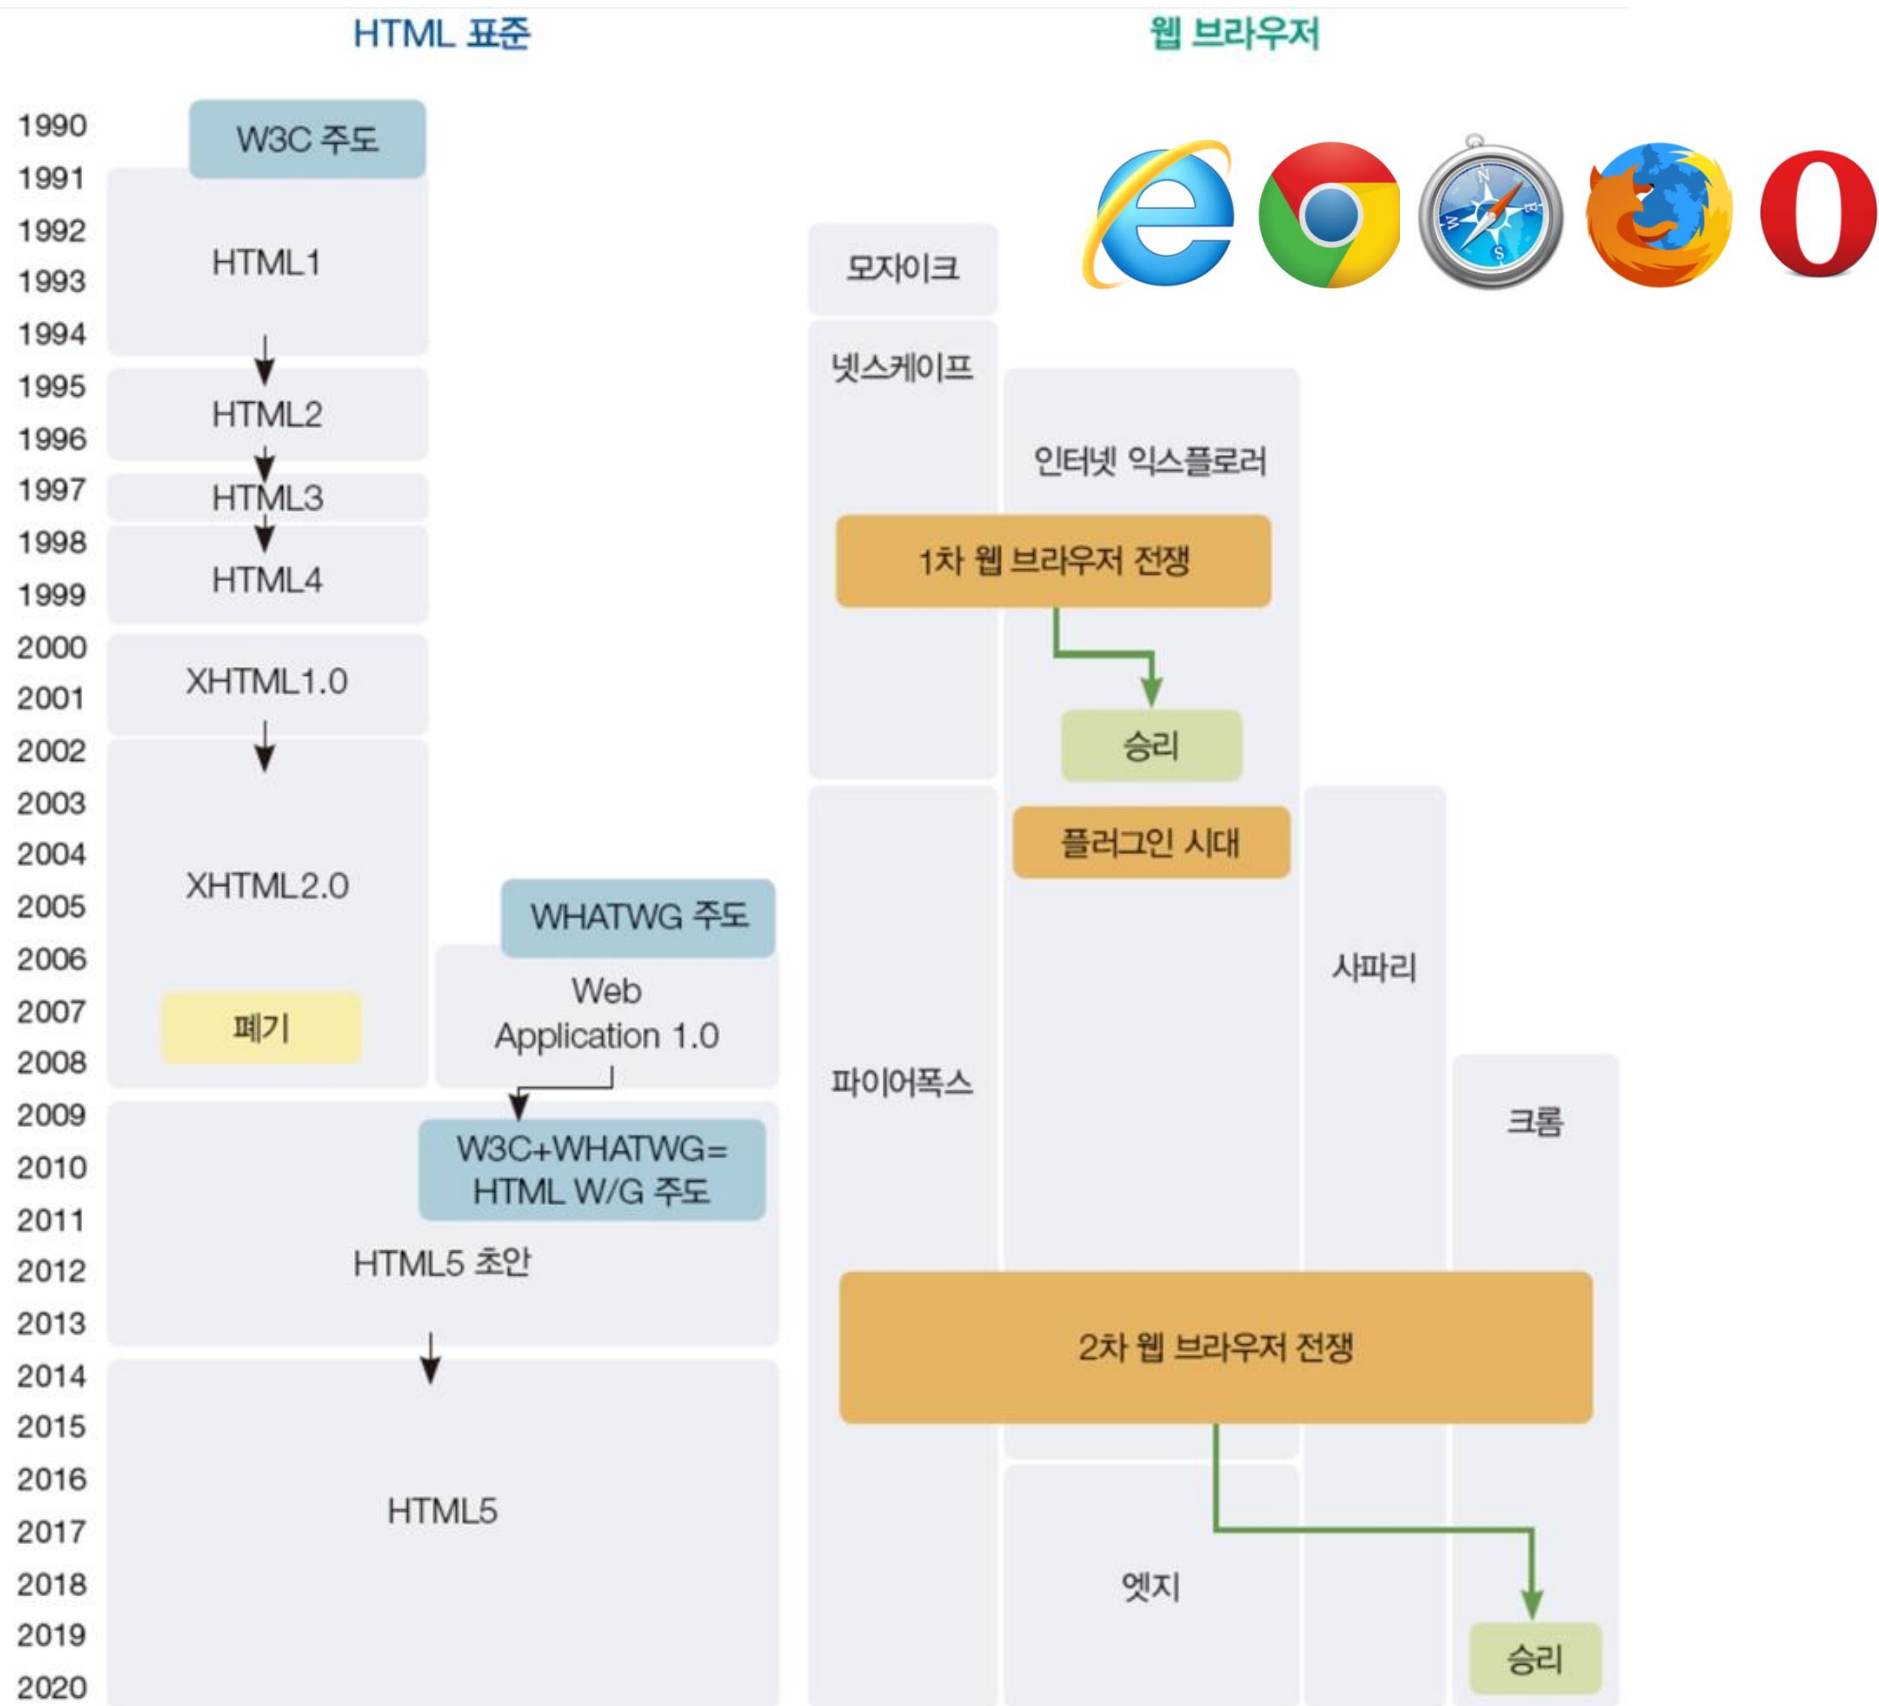 HTML 표준
웹 브라우저
1990
1991
1992
1993
1994
1995
1996
1997
1998
1999
2000
2001
2002
2003
2004
2005
2006
2007
2008
2009
2010
2011
2012
2013
2014
2015
2016
2017
2018
2019
2020
W3C 주도
HTML1
HTML2
HTML3
HTML4
XHTML1.0
XHTML2.0
폐기
WHATWG 주도
Web
Application 1.0
W3C+WHATWG=
HTML W/G 주도
HTML5 초안
HTML5
모자이크
넷스케이프
인터넷 익스플로러
1차 웹 브라우저 전쟁
승리
플러그인 시대
파이어폭스
사파리
크롬
2차 웹 브라우저 전쟁
엣지
승리
N
E
S
W